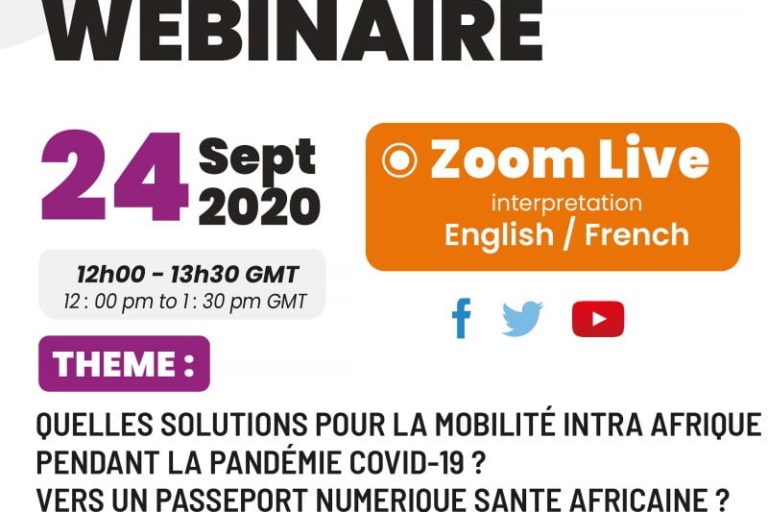 WEBINAIRE
24 Sept
2020
Zoom Live
interpretation
English / French
12h00 - 13h30 GMT
12 : 00 pm to 1 : 30 pm GMT
THEME :
QUELLES SOLUTIONS POUR LA MOBILITÉ INTRA AFRIQUE
PENDANT LA PANDÉMIE COVID-19 ?
VERS UN PASSEPORT NUMERIQUE SANTE AFRICAINE ?